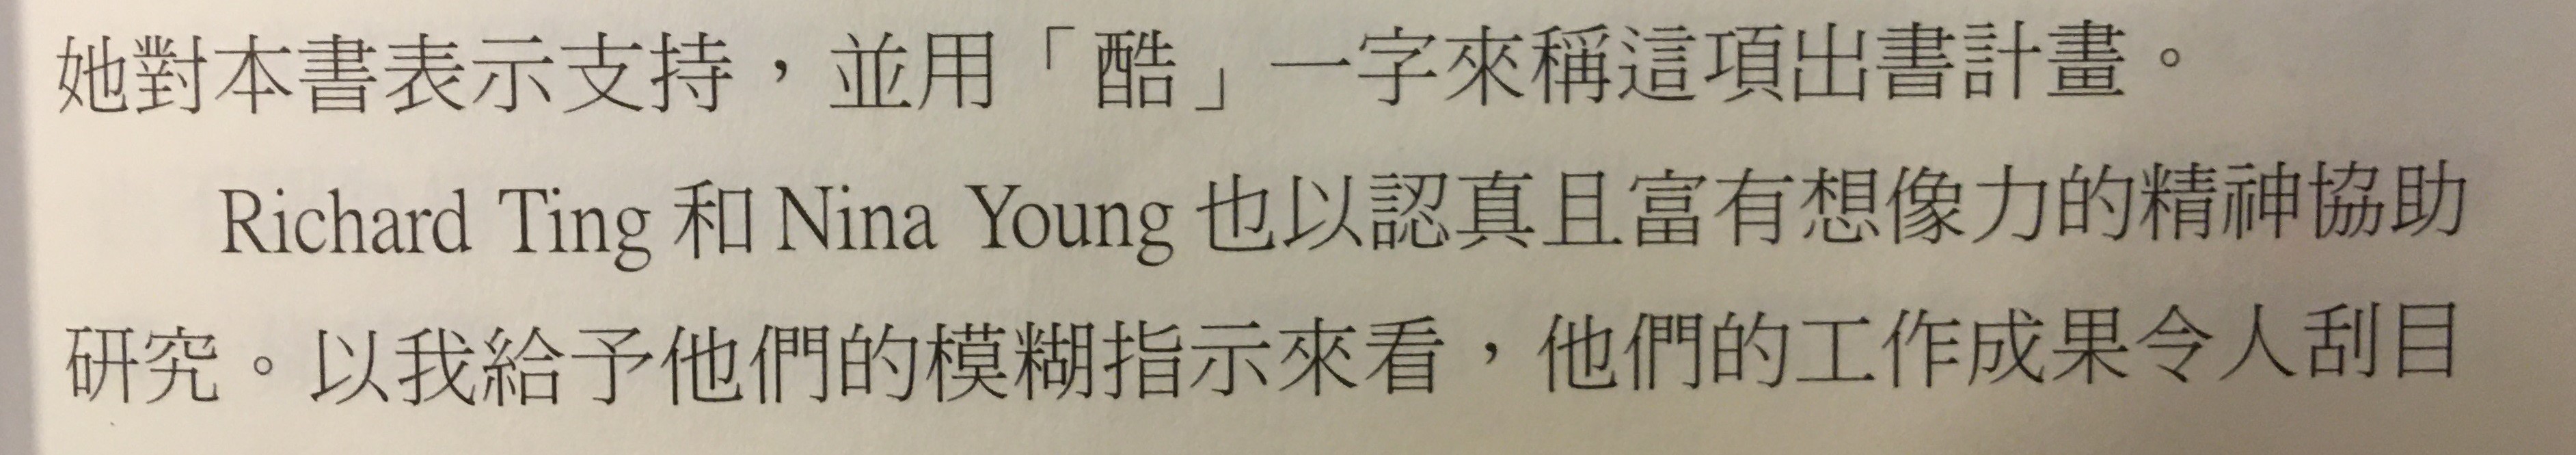 她對本書表示支持，並用「酷」一字來稱這項出書計畫。
Richard Ting 和 Nina Young 也以認真且富有想像力的精神協助
研究。以我給予他們的模糊指示來看，他們的工作成果令人刮目